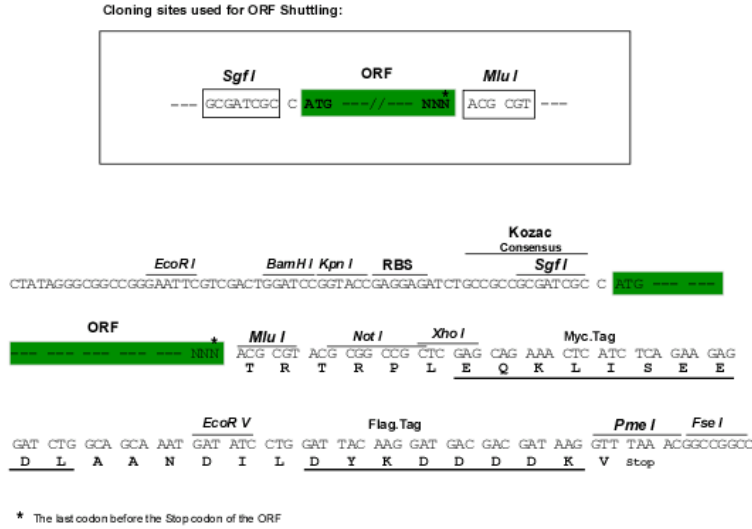 Cloning sites used for ORF Shuttling:
Sgf I ORF Mlu I
--- GCGATCGC C ATG ---//--- NNN* ACG CGT ---
Kozac
Consensus
EcoR I BamH I Kpn I RBS Sgf I
CTATAGGGCGGCCGGGAATTCGTCGACTGGATCCGGTACCGAGGAGATCTGCCGCCGCGATCGC C ATG --- ---
ORF Mlu I Not I Xho I Myc.Tag
--- --- --- --- --- NNN* ACG CGT ACG CGG CCG CTC GAG CAG AAA CTC ATC TCA GAA GAG
T R T R P L E Q K L I S E E
EcoR V Flag.Tag Pme I Fse I
GAT CTG GCA GCA AAT GAT ATC CTG GAT TAC AAG GAT GAC GAC GAT AAG GTT TAA ACGGCCGGCC
D L A A N D I L D Y K D D D D K V Stop
* The last codon before the Stop codon of the ORF